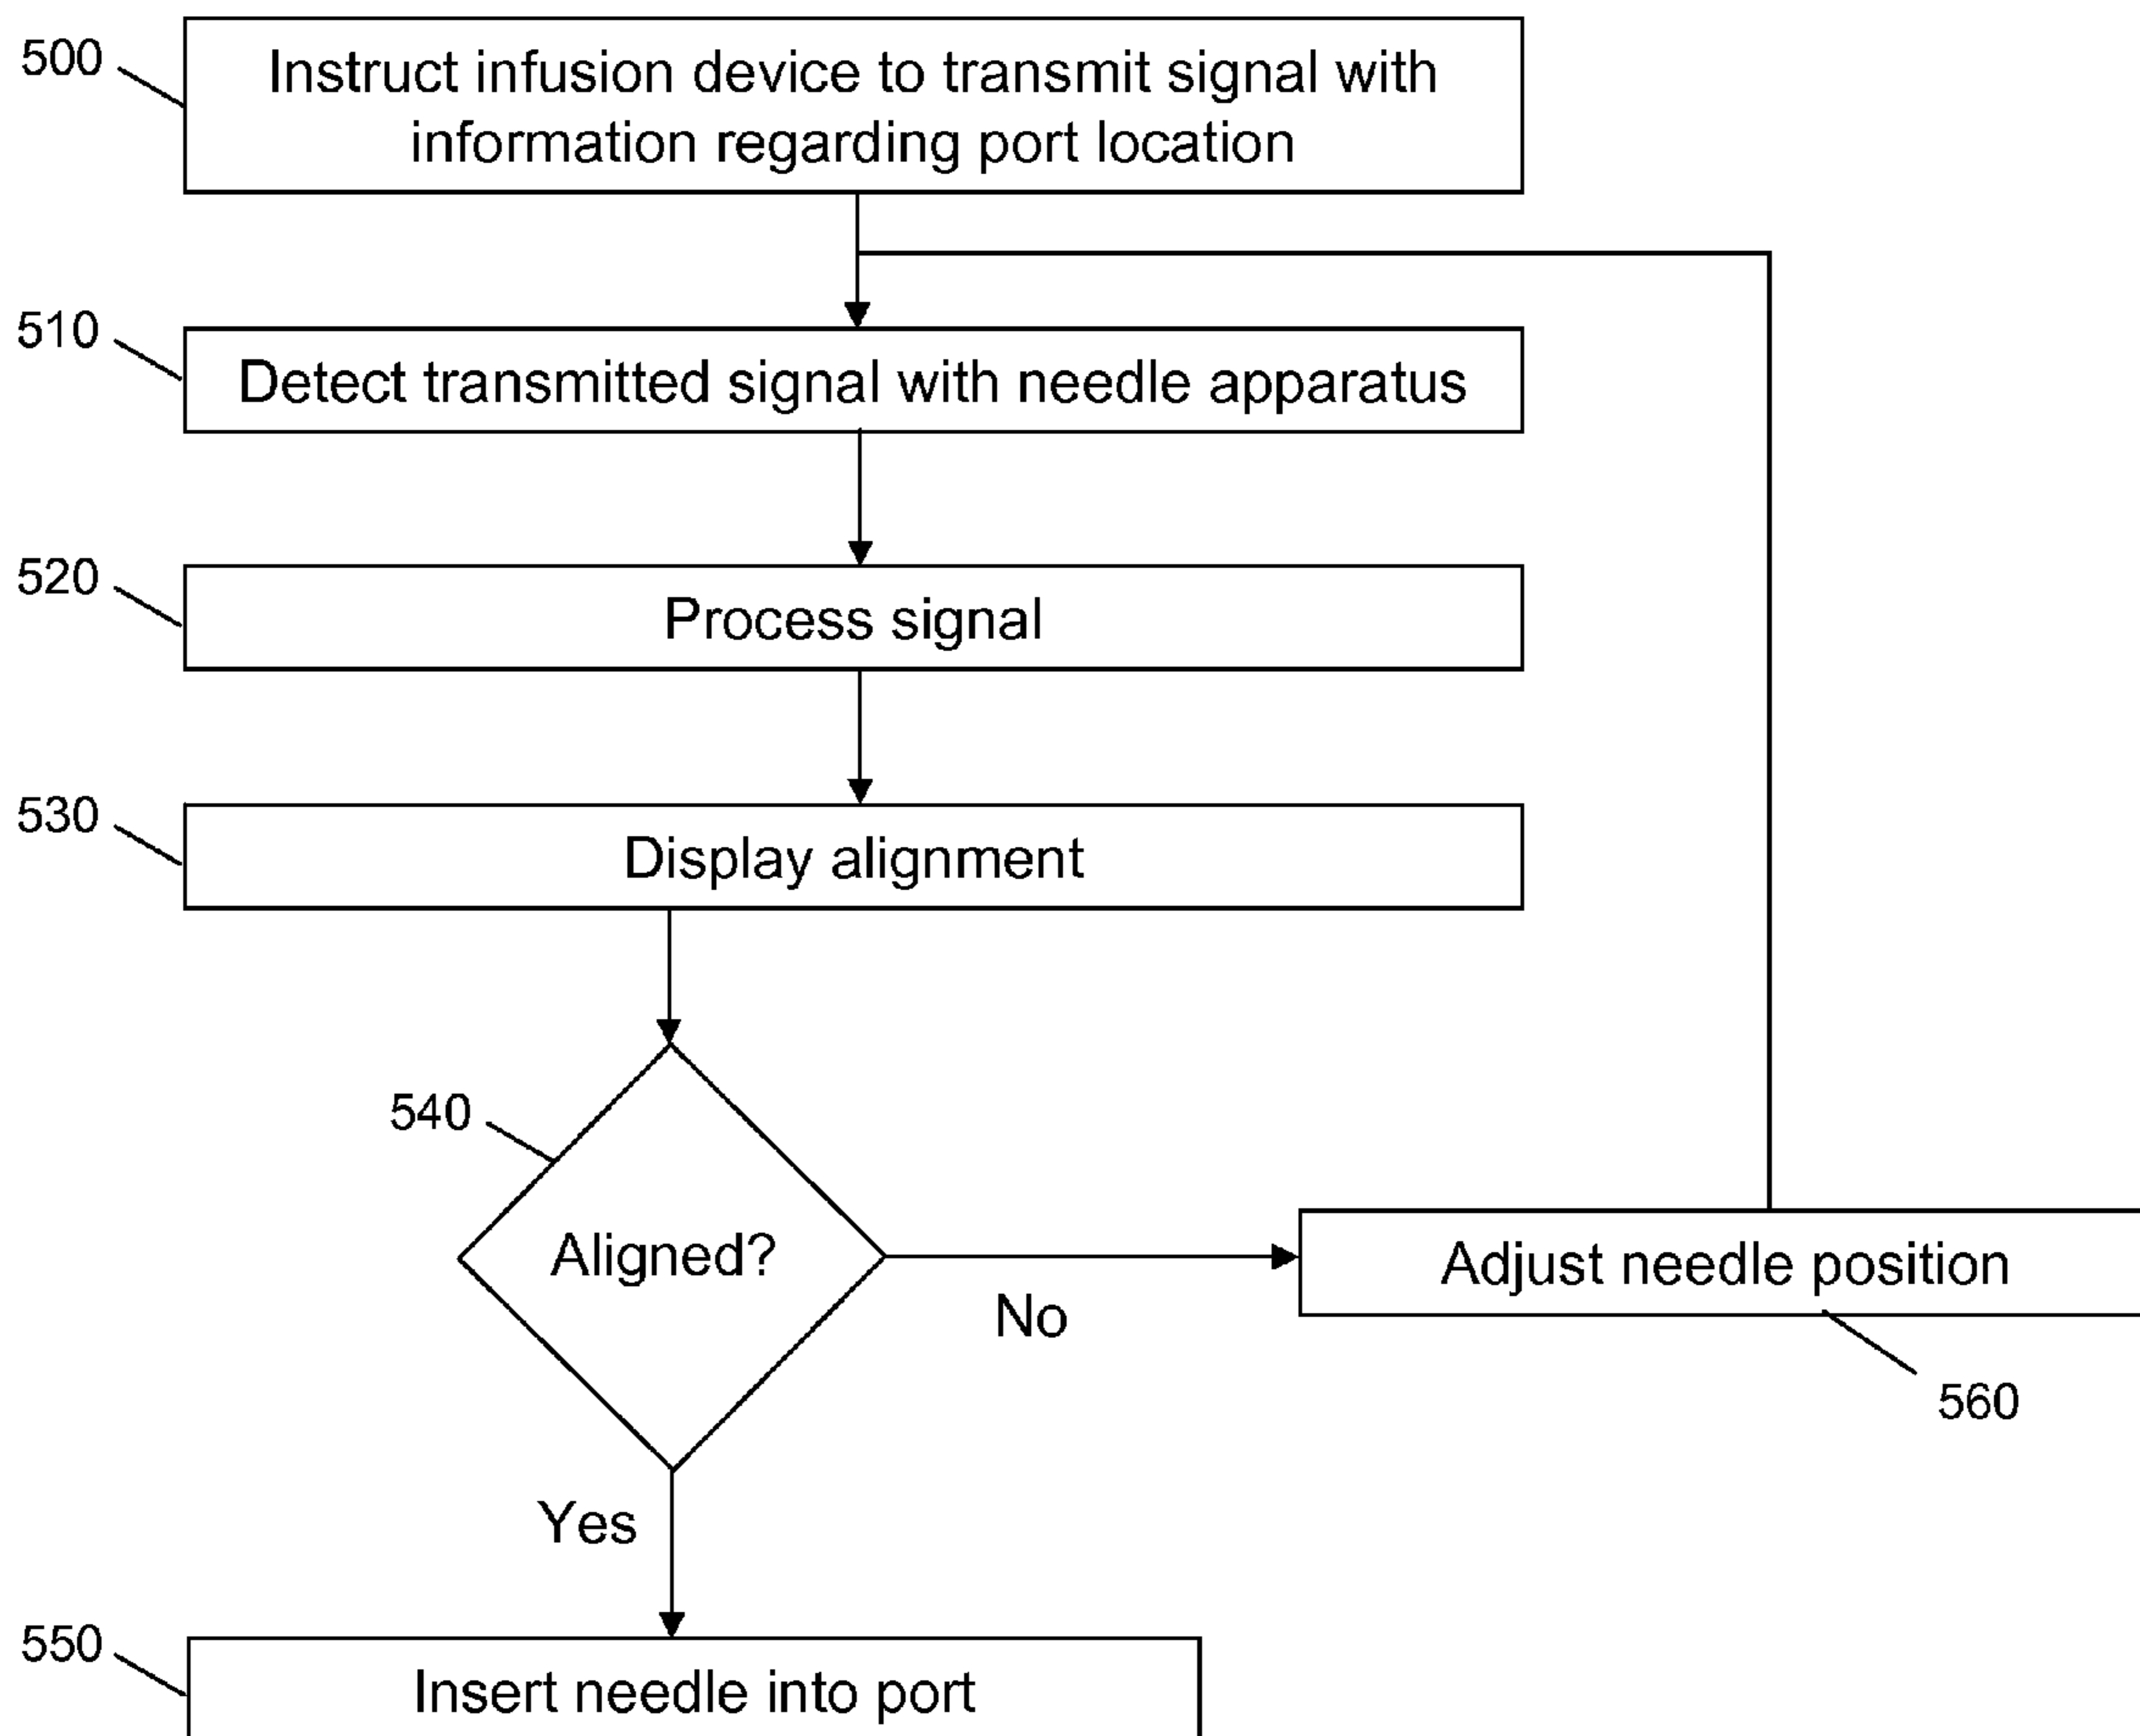 500
Instruct infusion device to transmit signal with
information regarding port location
510
Detect transmitted signal with needle apparatus
520
Process signal
530
Display alignment
540
Aligned?
No
Adjust needle position
560
Yes
550
Insert needle into port